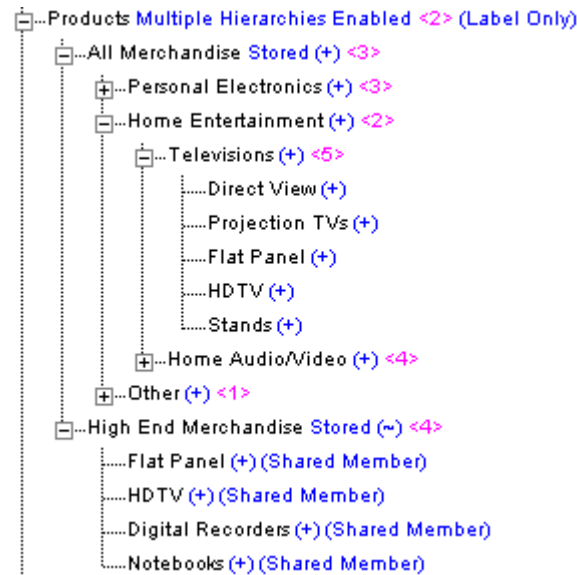 Products Multiple Hierarchies Enabled <2> (Label Only)
All Merchandise Stored (+) <3>
Personal Electronics (+) <3>
Home Entertainment (+) <2>
Televisions (+) <5>
Direct View (+)
Projection TVs (+)
Flat Panel (+)
HDTV (+)
Stands (+)
Home Audio/Video (+) <4>
Other (+) <1>
High End Merchandise Stored (~) <4>
Flat Panel (+) (Shared Member)
HDTV (+) (Shared Member)
Digital Recorders (+) (Shared Member)
Notebooks (+) (Shared Member)